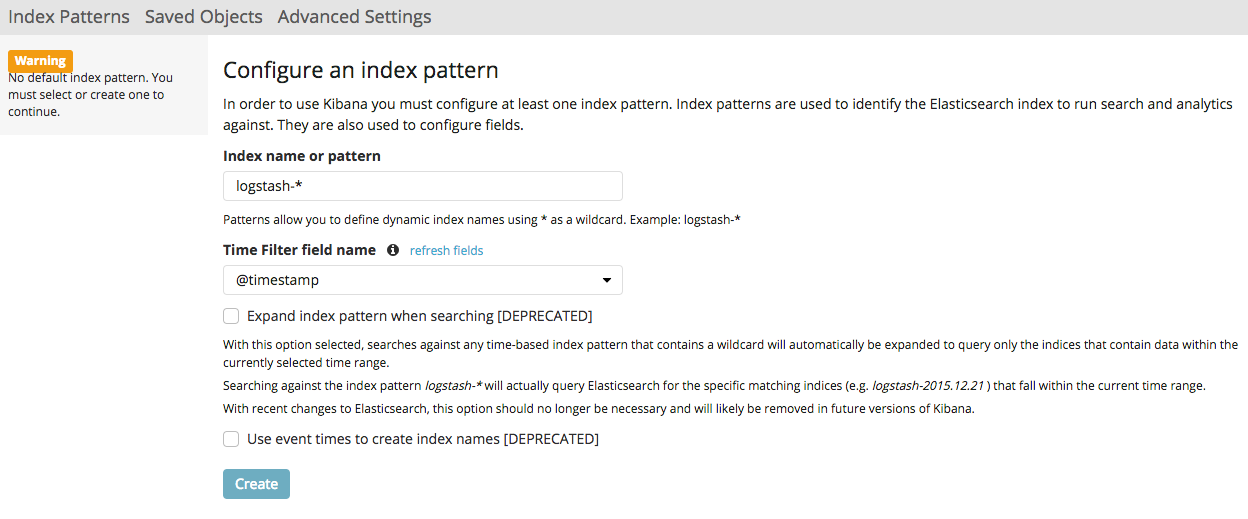 Index Patterns Saved Objects Advanced Settings
Warning
No default index pattern. You
must select or create one to
continue.
Configure an index pattern
In order to use Kibana you must configure at least one index pattern. Index patterns are used to identify the Elasticsearch index to run search and analytics
against. They are also used to configure fields.
Index name or pattern
logstash-*
Patterns allow you to define dynamic index names using * as a wildcard. Example: logstash-*
Time Filter field name refresh fields
@timestamp
Expand index pattern when searching [DEPRECATED]
With this option selected, searches against any time-based index pattern that contains a wildcard will automatically be expanded to query only the indices that contain data within the
currently selected time range.
Searching against the index pattern logstash-* will actually query Elasticsearch for the specific matching indices (e.g. logstash-2015.12.21 ) that fall within the current time range.
With recent changes to Elasticsearch, this option should no longer be necessary and will likely be removed in future versions of Kibana.
Use event times to create index names [DEPRECATED]
Create